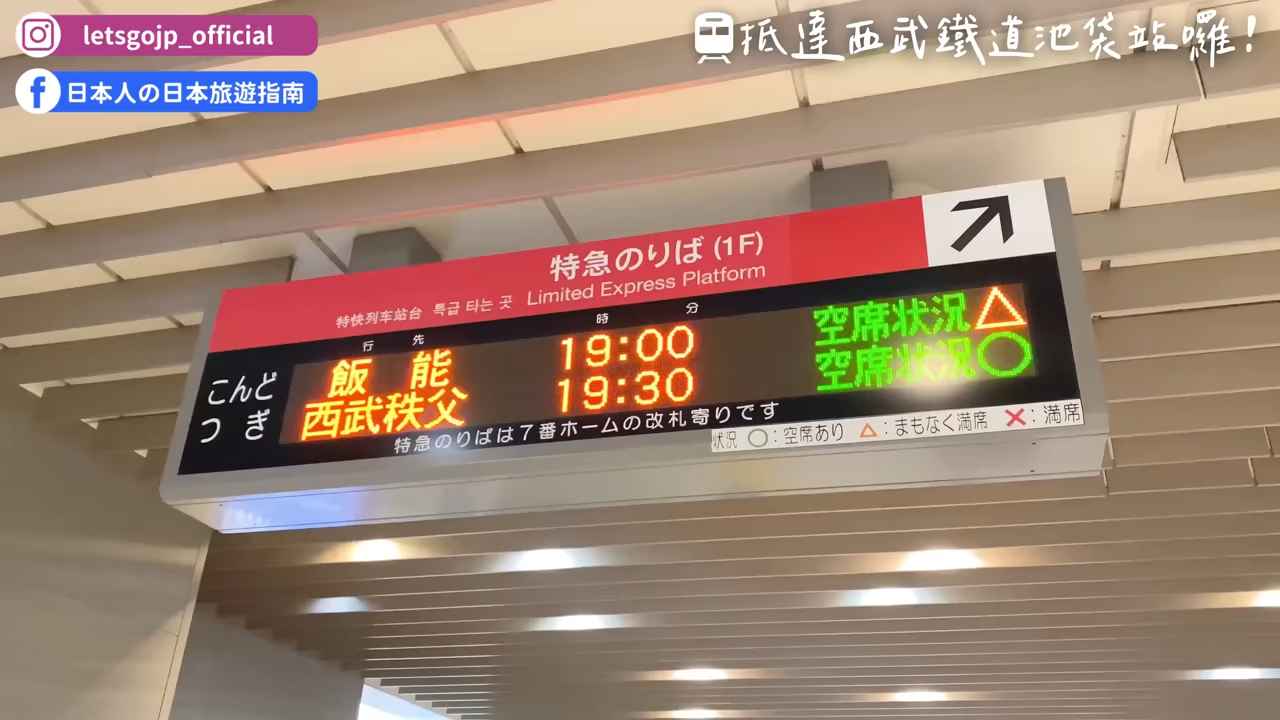 letsgojp_official
日本人の日本旅遊指南
抵達西武鐵道池袋站囉!
特急のりば (1F)
特快列车站台 특급 타는 곳 Limited Express Platform
行先 時 分
こんど 飯能 19:00 空席状況△
つぎ 西武秩父 19:30 空席状況○
特急のりばは7番ホームの改札寄りです
状況 ○:空席あり △:まもなく満席 ×:満席